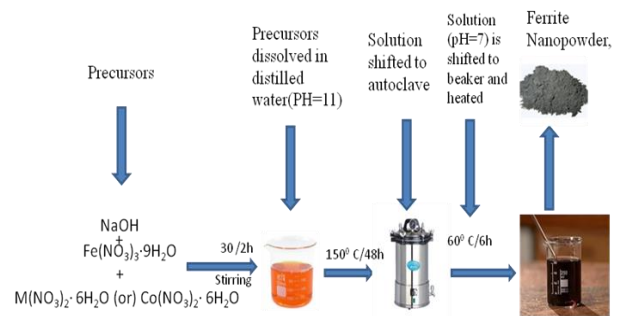 Precursors
Precursors
dissolved in
distilled
water(PH=11)
Solution
shifted to
autoclave
Solution
(pH=7) is
shifted to
beaker and
heated
Ferrite
Nanopowder,
NaOH
+
Fe(NO₃)₃·9H₂O
+
M(NO₃)₂· 6H₂O (or) Co(NO₃)₂· 6H₂O
30 /2h
Stirring
150⁰ C/48h
60⁰ C/6h